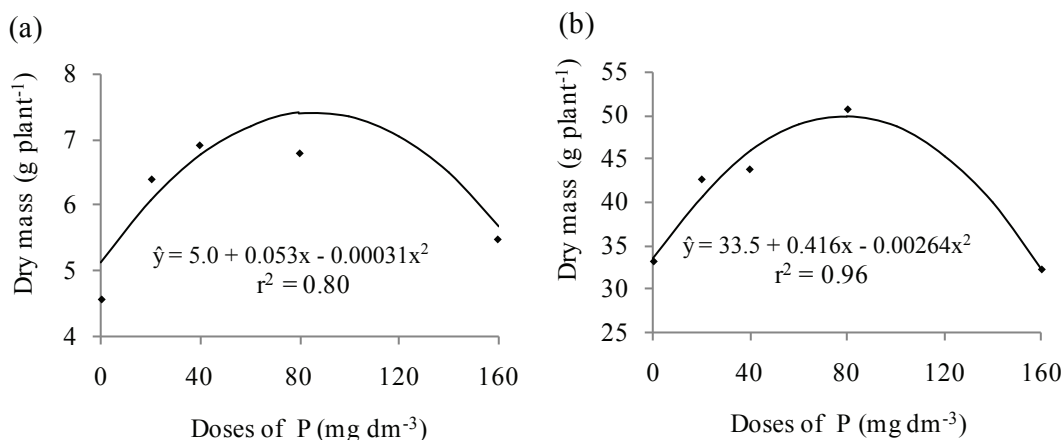 (a)
Dry mass (g plant⁻¹)
8
7
6
5
4
ŷ = 5.0 + 0.053x - 0.00031x²
r² = 0.80
0 40 80 120 160
Doses of P (mg dm⁻³)
(b)
Dry mass (g plant⁻¹)
55
50
45
40
35
30
25
ŷ = 33.5 + 0.416x - 0.00264x²
r² = 0.96
0 40 80 120 160
Doses of P (mg dm⁻³)